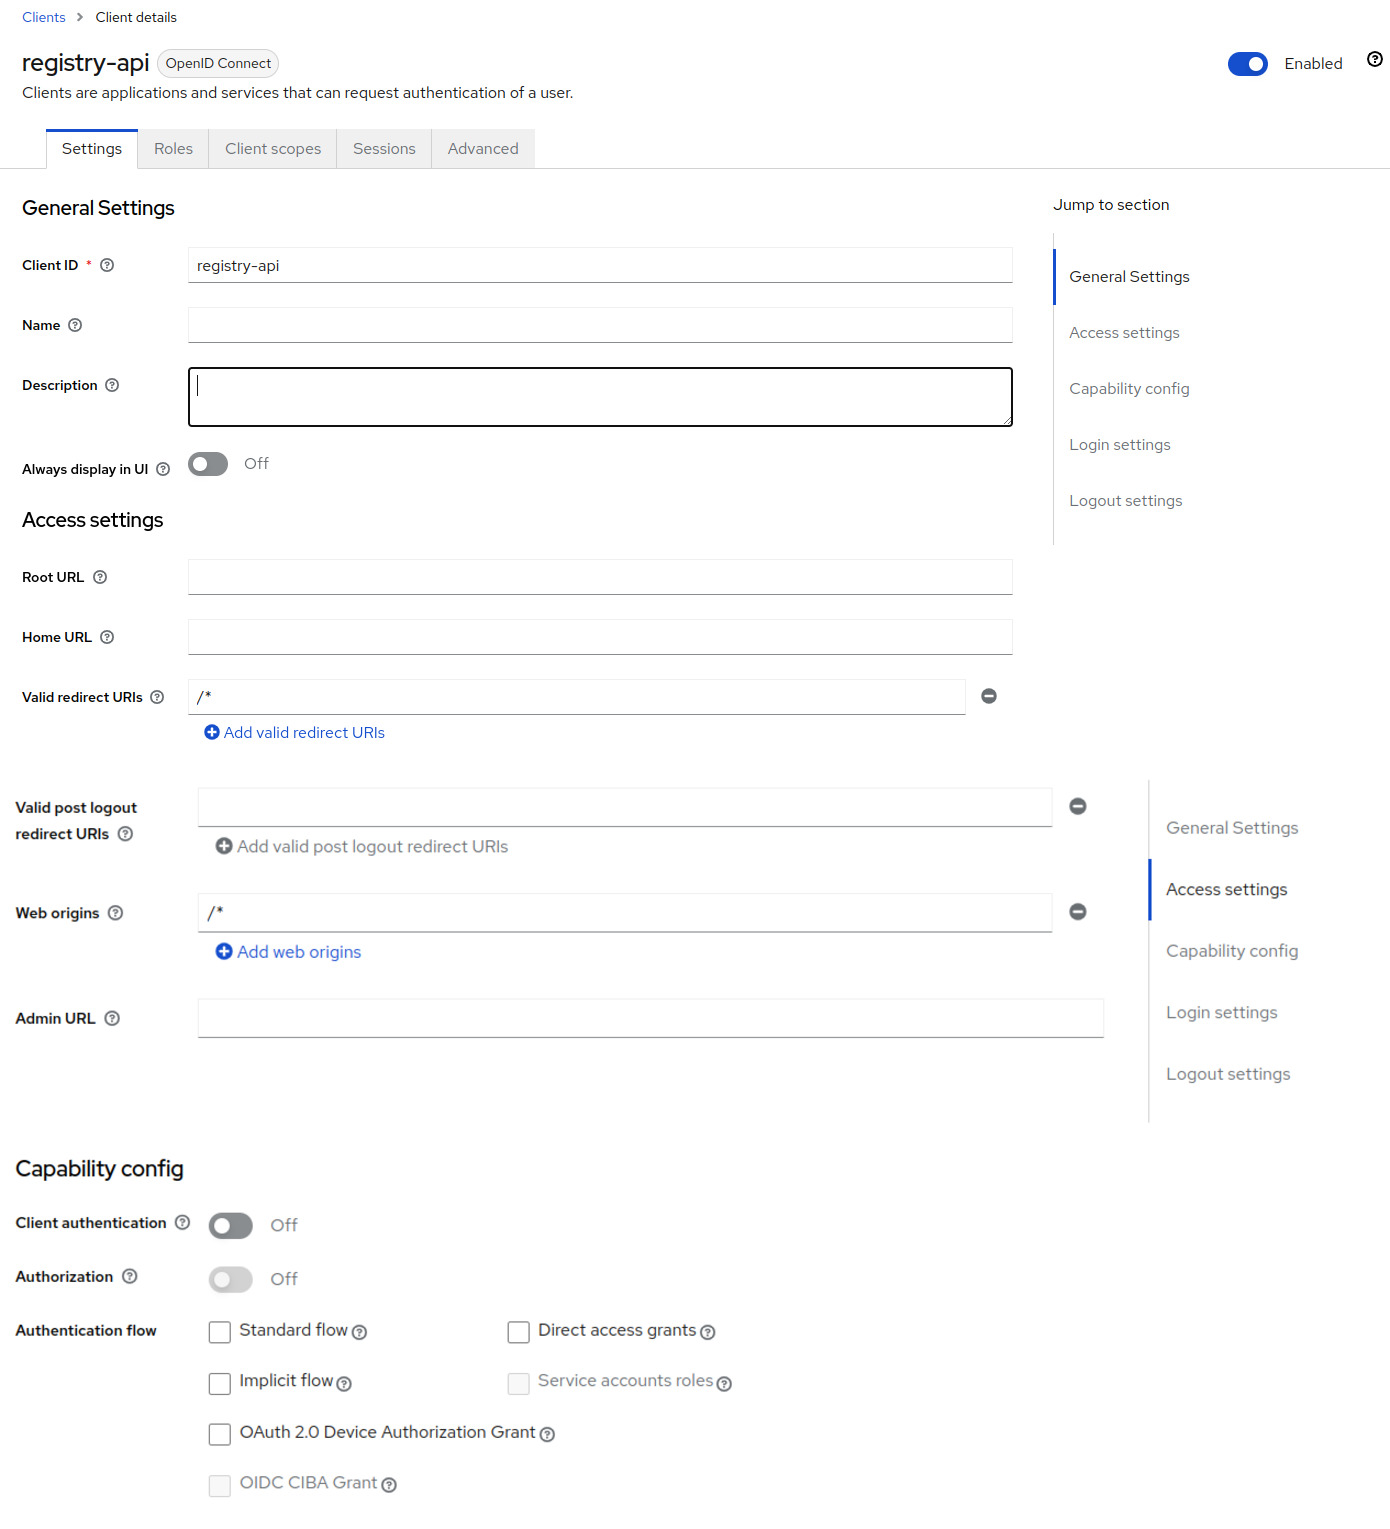 Clients > Client details
registry-api OpenID Connect Enabled
Clients are applications and services that can request authentication of a user.
Settings Roles Client scopes Sessions Advanced
General Settings
Jump to section
Client ID * registry-api
General Settings
Name
Access settings
Description
Capability config
Login settings
Always display in UI Off
Logout settings
Access settings
Root URL
Home URL
Valid redirect URIs /*
Add valid redirect URIs
Valid post logout
redirect URIs
General Settings
Add valid post logout redirect URIs
Access settings
Web origins /*
Add web origins
Capability config
Admin URL
Login settings
Logout settings
Capability config
Client authentication Off
Authorization Off
Authentication flow Standard flow Direct access grants
Implicit flow Service accounts roles
OAuth 2.0 Device Authorization Grant
OIDC CIBA Grant